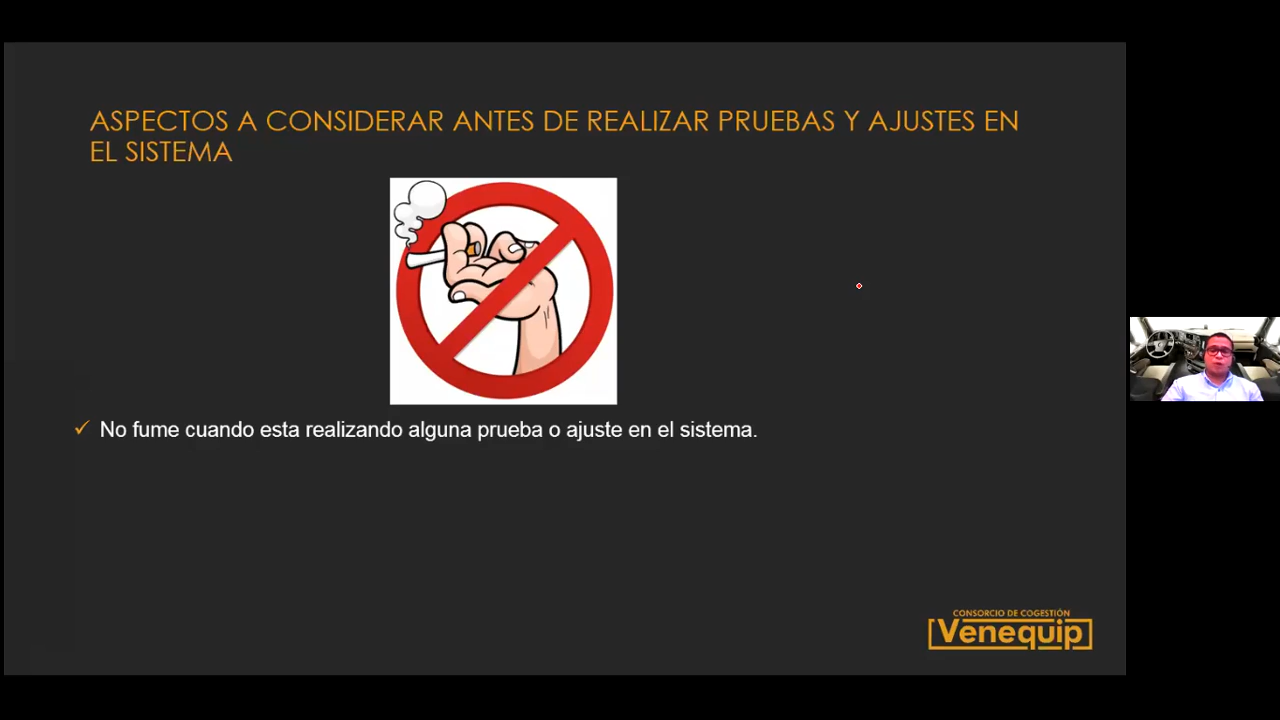 ASPECTOS A CONSIDERAR ANTES DE REALIZAR PRUEBAS Y AJUSTES EN
EL SISTEMA
No fume cuando esta realizando alguna prueba o ajuste en el sistema.
CONSORCIO DE COGESTIÓN
Venequip